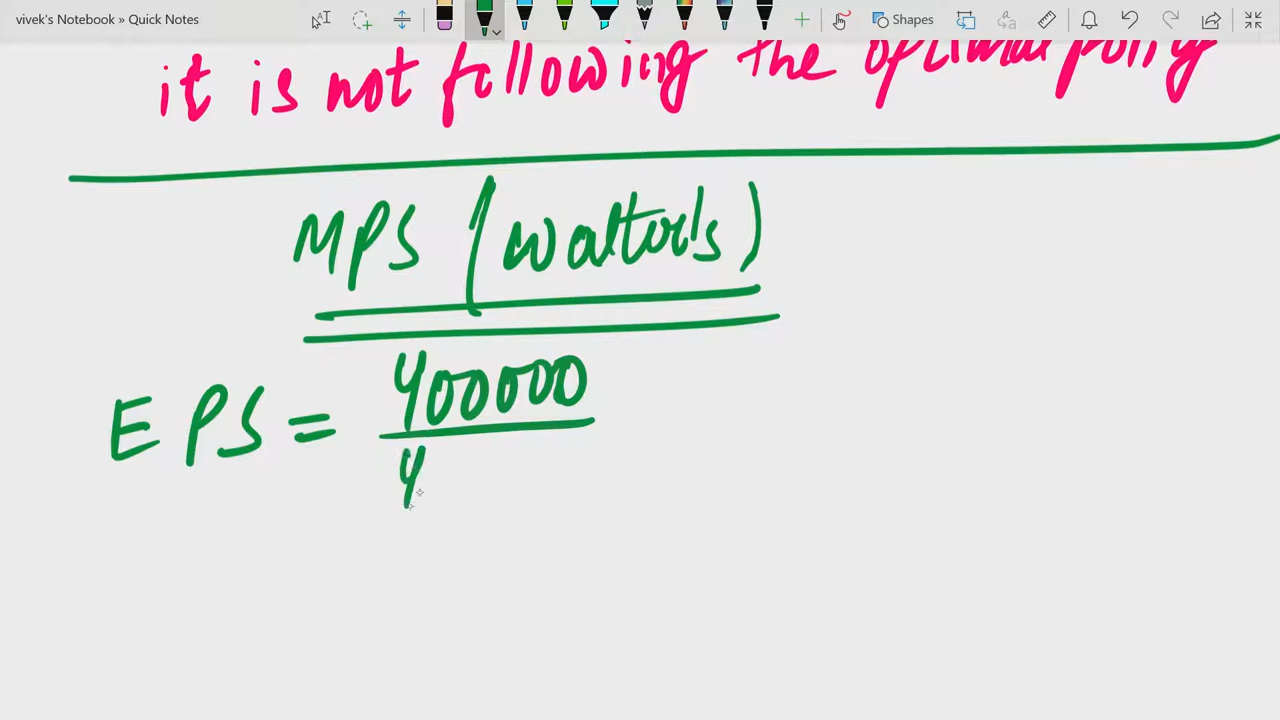 vivek's Notebook » Quick Notes
Shapes
it is not following the optimal policy
MPS (Walter's)
EPS = 400000
4